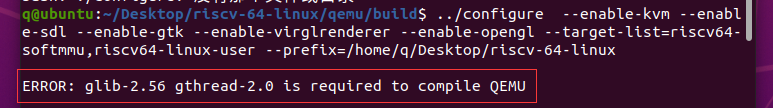 q@ubuntu:~/Desktop/riscv-64-linux/qemu/build$ ../configure  --enable-kvm --enabl
e-sdl --enable-gtk --enable-virglrenderer --enable-opengl --target-list=riscv64-
softmmu,riscv64-linux-user --prefix=/home/q/Desktop/riscv-64-linux
ERROR: glib-2.56 gthread-2.0 is required to compile QEMU